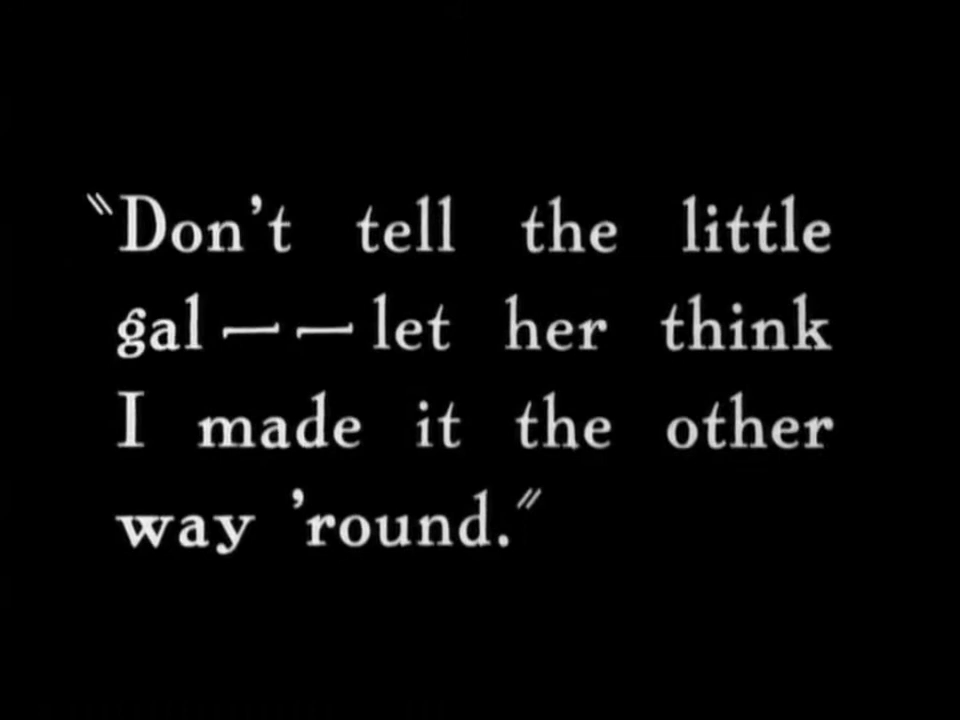 "Don't tell the little
gal — — let her think
I made it the other
way 'round."